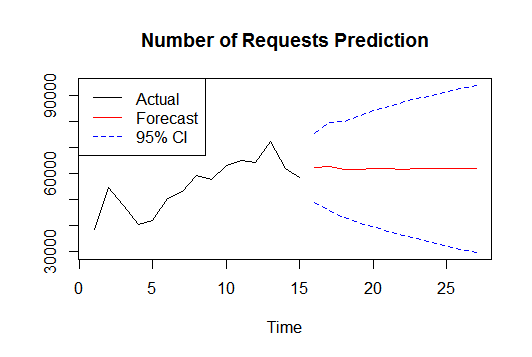 Number of Requests Prediction
Actual
Forecast
95% CI
90000
60000
30000
0 5 10 15 20 25
Time